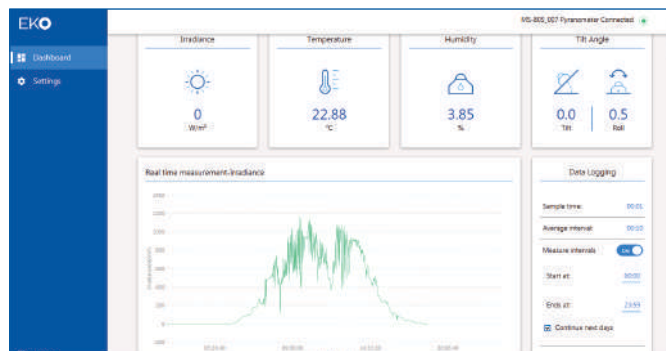 EKO
MS-80S_007 Pyranometer Connected
Dashboard
Settings
Irradiance
0
W/m²
Temperature
22.88
°C
Humidity
3.85
%
Tilt Angle
0.0
Tilt
0.5
Roll
Real time measurement-Irradiance
Data Logging
Sample time: 00:01
Average interval: 00:10
Measure intervals ON
Start at: 00:00
Ends at: 23:59
Continue next days
0